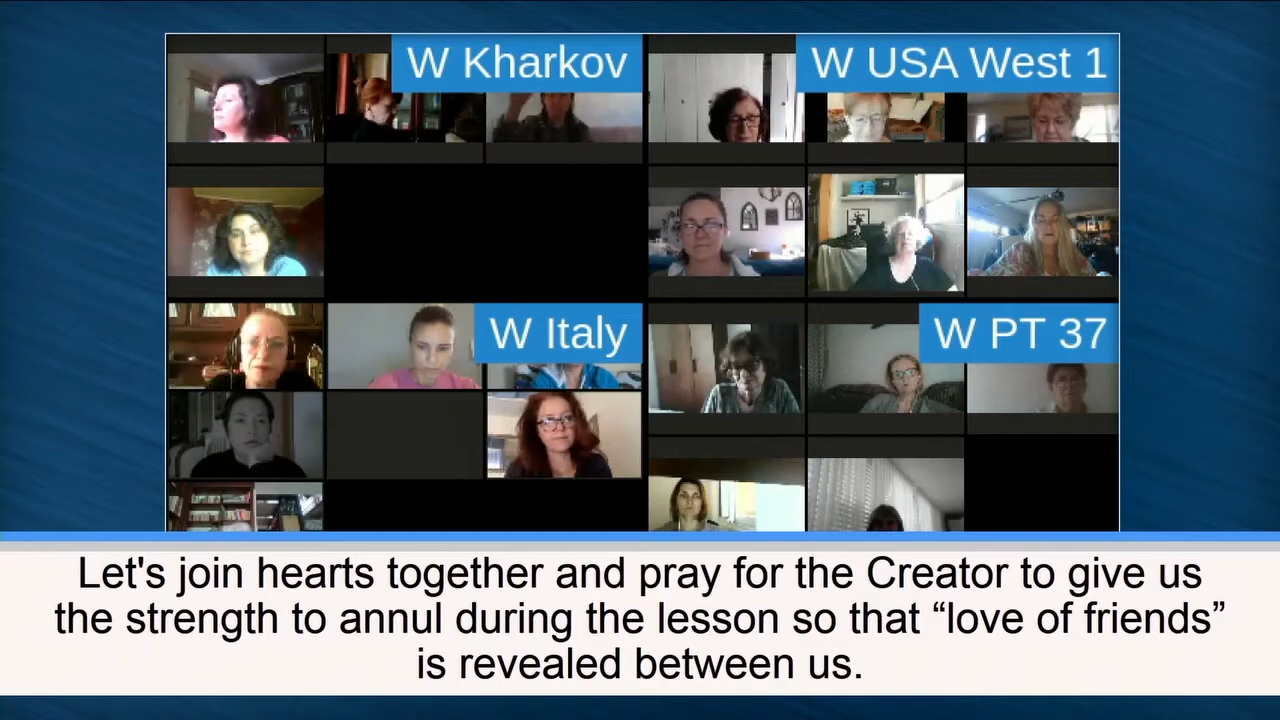 W Kharkov
W USA West 1
W Italy
W PT 37
Let's join hearts together and pray for the Creator to give us
the strength to annul during the lesson so that “love of friends”
is revealed between us.